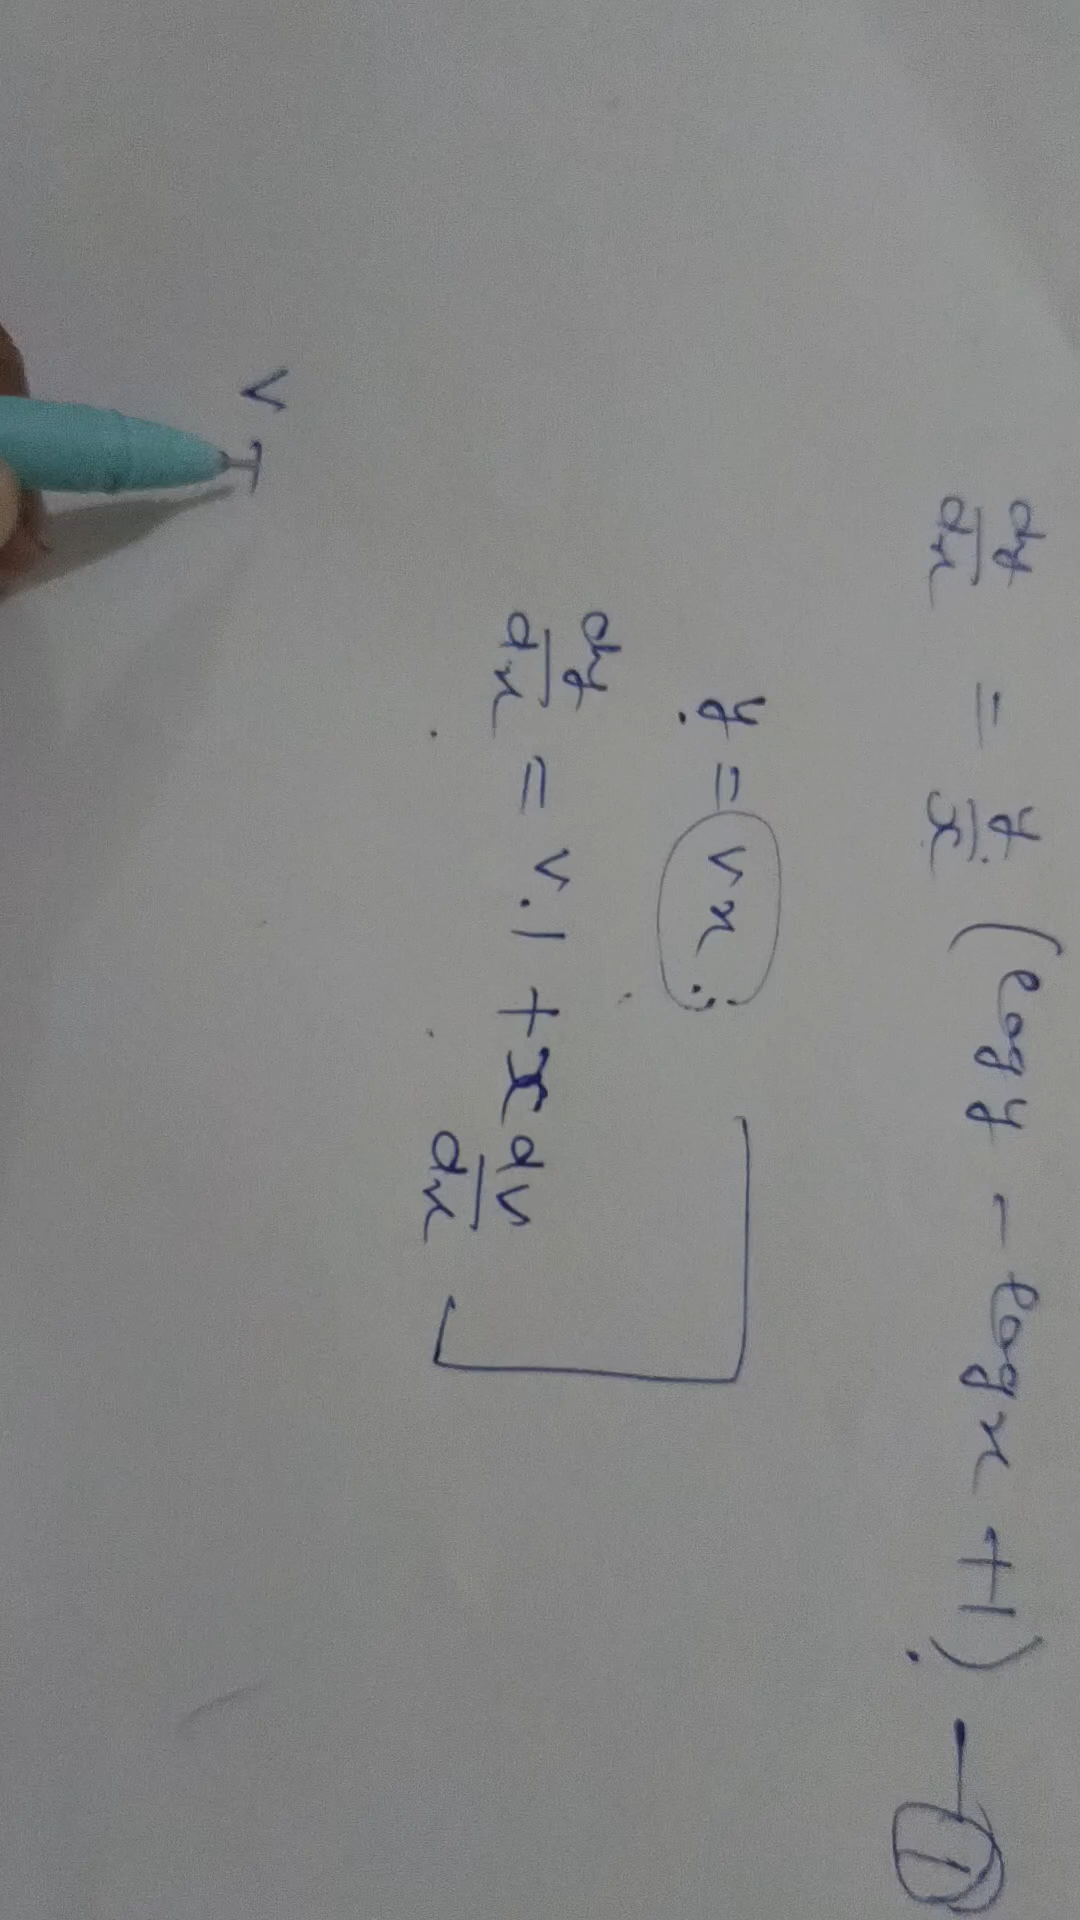 dy/dx = y/x (log y - log x + 1). - ①
y = vx ;
dy/dx = v.1 + x dv/dx
v +